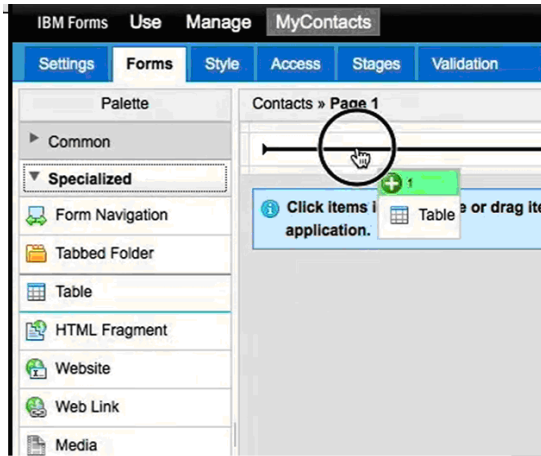 IBM Forms Use Manage MyContacts
Settings Forms Style Access Stages Validation
Palette
Contacts » Page 1
Common
Specialized
Form Navigation
Tabbed Folder
Table
HTML Fragment
Website
Web Link
Media
1
Table
Click items i e or drag ite
application.